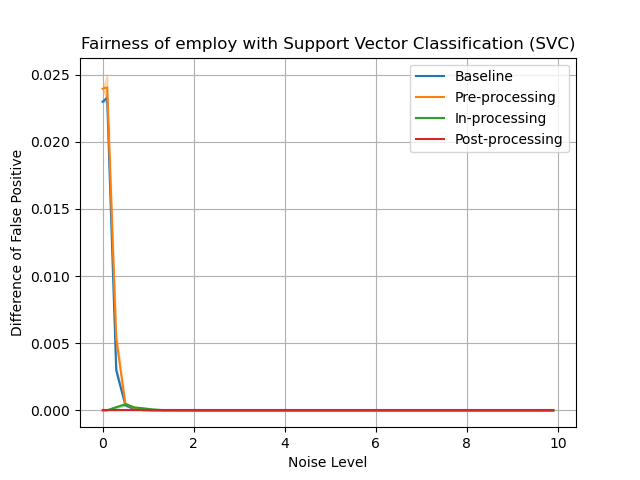 Fairness of employ with Support Vector Classification (SVC)
Difference of False Positive
0.025
0.020
0.015
0.010
0.005
0.000
Baseline
Pre-processing
In-processing
Post-processing
0 2 4 6 8 10
Noise Level